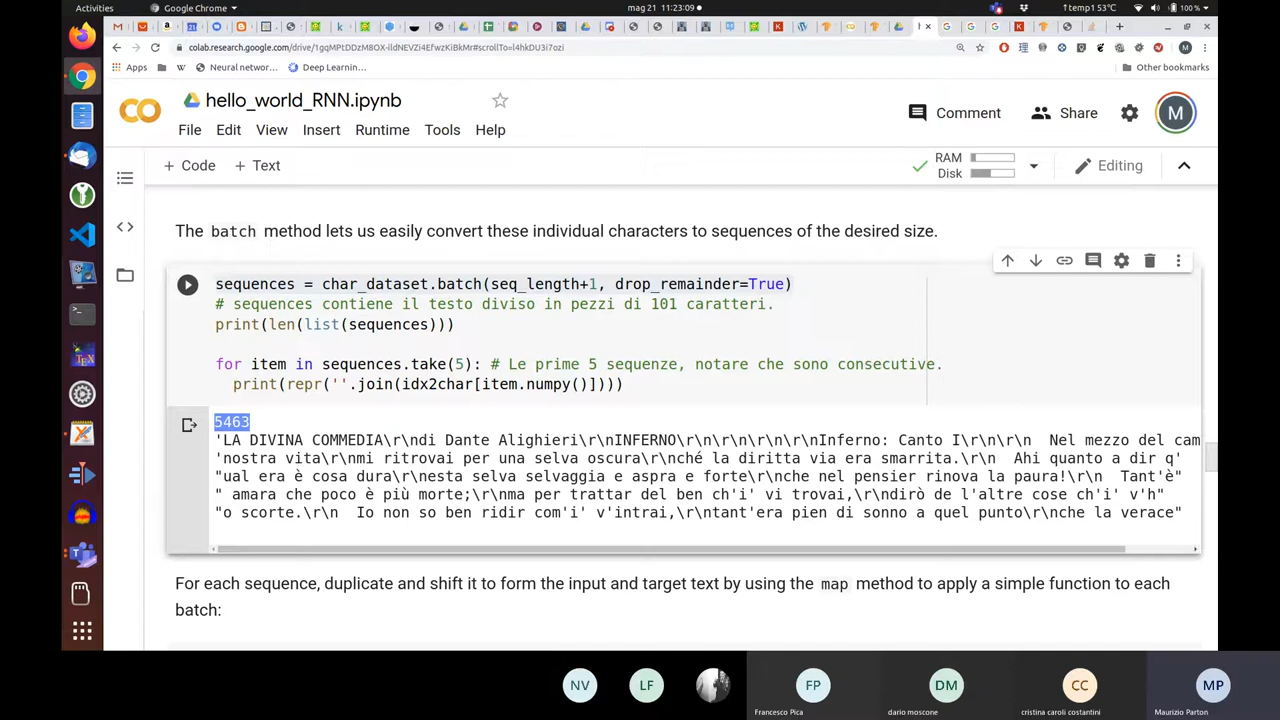 Activities
Google Chrome
mag 21 11:23:09
temp1 53°C
100 %
colab.research.google.com/drive/1gqMPtDDzM8OX-ildNEVZi4EfwzKiBkMr#scrollTo=l4hkDU3i7ozi
Apps
Neural networ…
Deep Learnin…
Other bookmarks
hello_world_RNN.ipynb
Comment
Share
M
File Edit View Insert Runtime Tools Help
+ Code + Text
RAM
Disk
Editing
The batch method lets us easily convert these individual characters to sequences of the desired size.
sequences = char_dataset.batch(seq_length+1, drop_remainder=True)
# sequences contiene il testo diviso in pezzi di 101 caratteri.
print(len(list(sequences)))
for item in sequences.take(5): # Le prime 5 sequenze, notare che sono consecutive.
print(repr(''.join(idx2char[item.numpy()])))
5463
'LA DIVINA COMMEDIA\r\ndi Dante Alighieri\r\nINFERNO\r\n\r\n\r\n\r\nInferno: Canto I\r\n\r\n  Nel mezzo del cam
'nostra vita\r\nmi ritrovai per una selva oscura\r\nché la diritta via era smarrita.\r\n  Ahi quanto a dir q'
"ual era è cosa dura\r\nesta selva selvaggia e aspra e forte\r\nche nel pensier rinova la paura!\r\n  Tant'è"
" amara che poco è più morte;\r\nma per trattar del ben ch'i' vi trovai,\r\ndirò de l'altre cose ch'i' v'h"
"o scorte.\r\n  Io non so ben ridir com'i' v'intrai,\r\ntant'era pien di sonno a quel punto\r\nche la verace"
For each sequence, duplicate and shift it to form the input and target text by using the map method to apply a simple function to each
batch:
NV
LF
FP
Francesco Pica
DM
dario moscone
CC
cristina caroli costantini
MP
Maurizio Parton